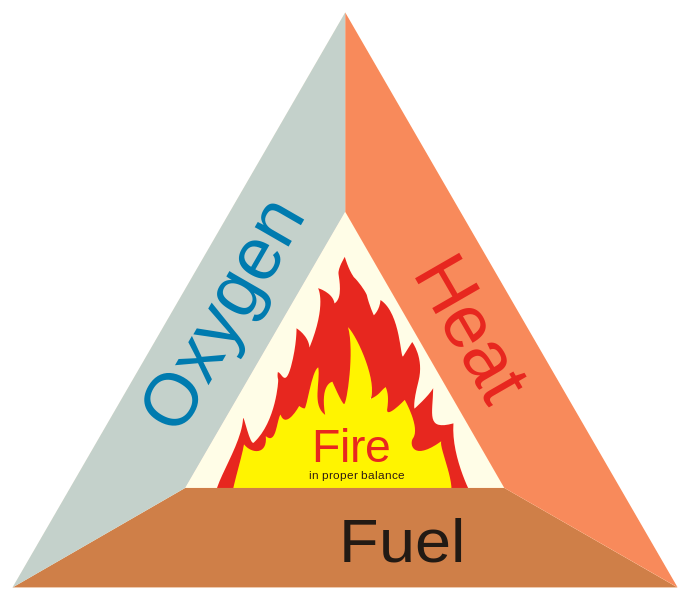 Oxygen
Heat
Fire
in proper balance
Fuel